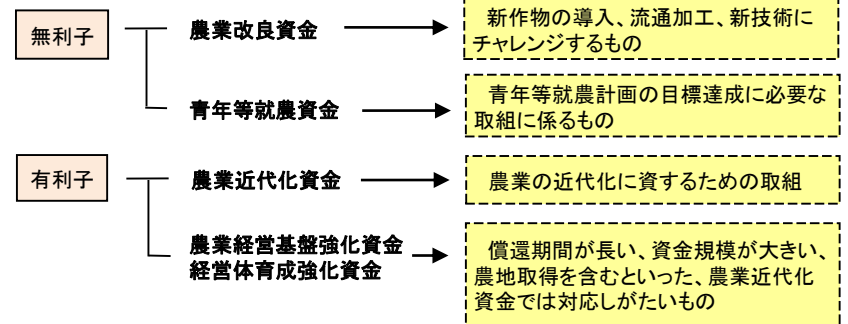 無利子
農業改良資金
新作物の導入、流通加工、新技術に
チャレンジするもの
青年等就農資金
青年等就農計画の目標達成に必要な
取組に係るもの
有利子
農業近代化資金
農業の近代化に資するための取組
農業経営基盤強化資金
経営体育成強化資金
償還期間が長い、資金規模が大きい、
農地取得を含むといった、農業近代化
資金では対応しがたいもの